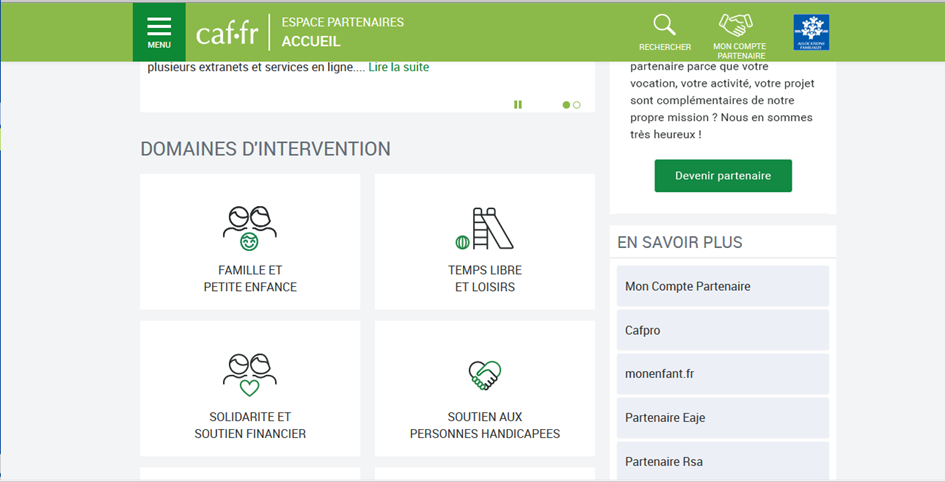 MENU
caf.fr
ESPACE PARTENAIRES
ACCUEIL
RECHERCHER
MON COMPTE
PARTENAIRE
ALLOCATIONS
FAMILIALES
plusieurs extranets et services en ligne.... Lire la suite
DOMAINES D'INTERVENTION
FAMILLE ET
PETITE ENFANCE
TEMPS LIBRE
ET LOISIRS
SOLIDARITE ET
SOUTIEN FINANCIER
SOUTIEN AUX
PERSONNES HANDICAPEES
partenaire parce que votre
vocation, votre activité, votre projet
sont complémentaires de notre
propre mission ? Nous en sommes
très heureux !
Devenir partenaire
EN SAVOIR PLUS
Mon Compte Partenaire
Cafpro
monenfant.fr
Partenaire Eaje
Partenaire Rsa